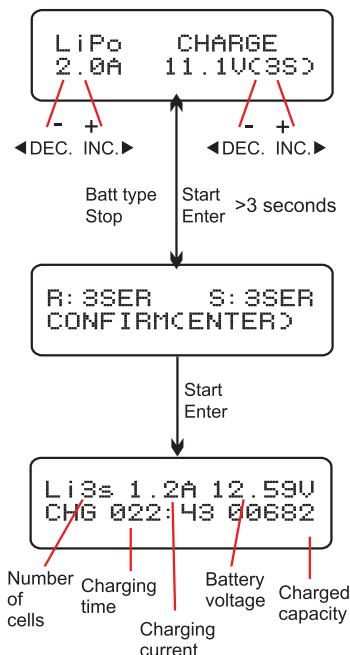 LiPo CHARGE
2.0A 11.1V(3S)
- + - +
◀DEC. INC.▶ ◀DEC. INC.▶
Batt type
Stop
Start
Enter
>3 seconds
R: 3SER S: 3SER
CONFIRM(ENTER)
Start
Enter
Li3s 1.2A 12.59V
CHG 022:43 00682
Number
of
cells
Charging
time
Charging
current
Battery
voltage
Charged
capacity